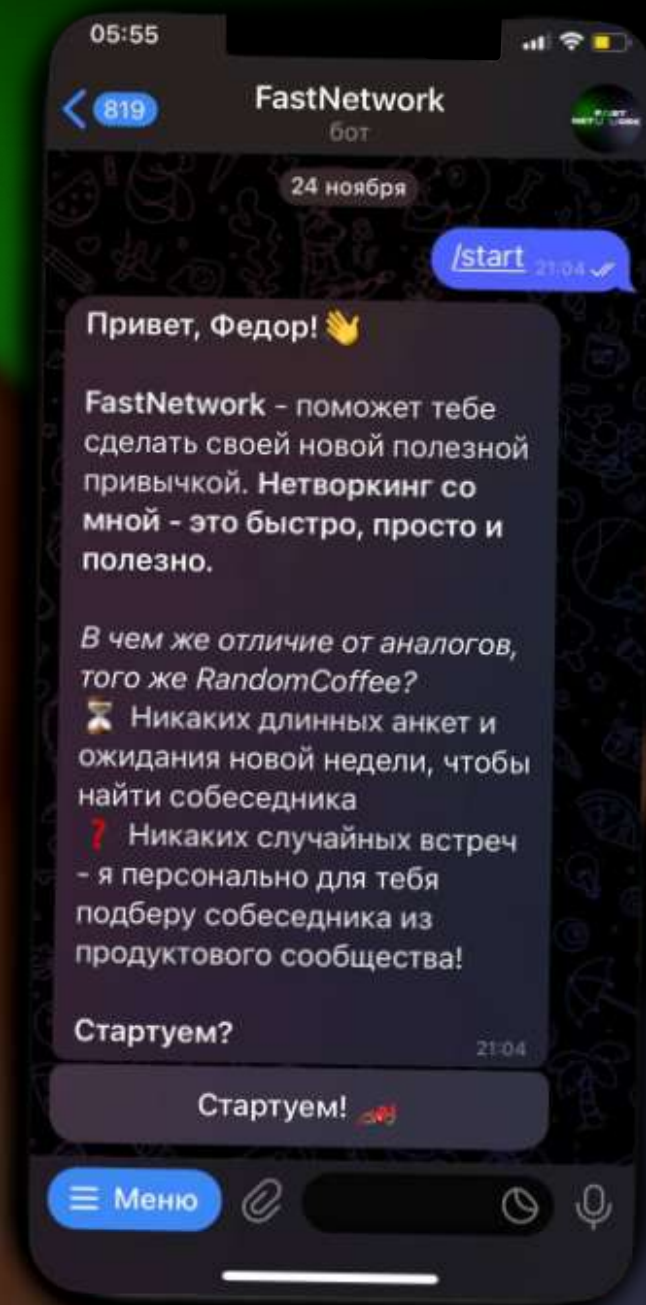 05:55
819
FastNetwork
бот
24 ноября
/start 21:04
Привет, Федор!👋
FastNetwork - поможет тебе
сделать своей новой полезной
привычкой. Нетворкинг со
мной - это быстро, просто и
полезно.
В чем же отличие от аналогов,
того же RandomCoffee?
⏳ Никаких длинных анкет и
ожидания новой недели, чтобы
найти собеседника
❓ Никаких случайных встреч
- я персонально для тебя
подберу собеседника из
продуктового сообщества!
Стартуем?
21:04
Стартуем! 🏎
Меню